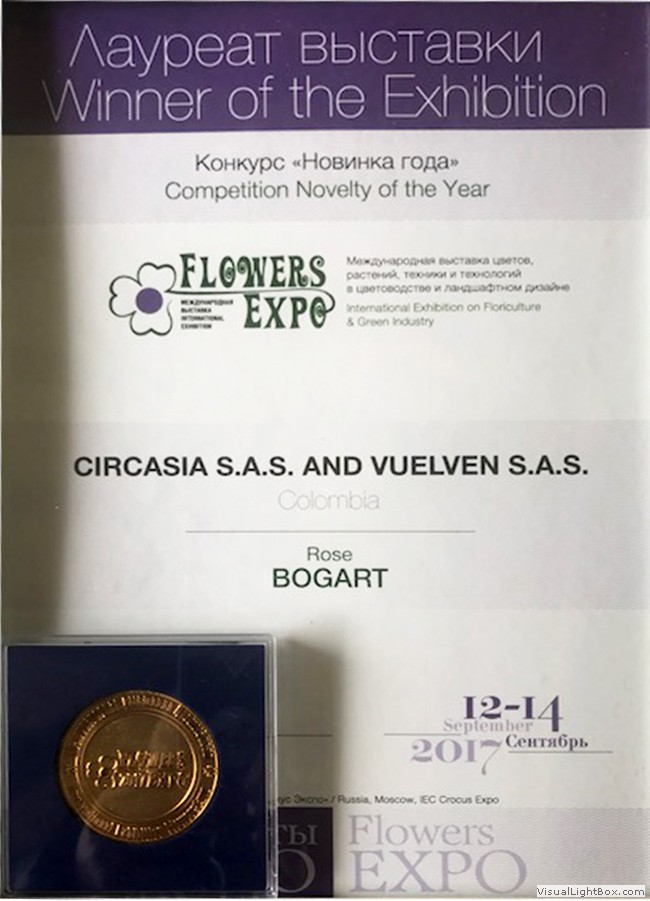 Лауреат выставки
Winner of the Exhibition
Конкурс «Новинка года»
Competition Novelty of the Year
FLOWERS
EXPO
МЕЖДУНАРОДНАЯ
ВЫСТАВКА
INTERNATIONAL
EXHIBITION
Международная выставка цветов,
растений, техники и технологий
в цветоводстве и ландшафтном дизайне
International Exhibition on Floriculture
& Green Industry
CIRCASIA S.A.S. AND VUELVEN S.A.S.
Colombia
Rose
BOGART
12-14
September
2017 Сентябрь
Экспо» / Russia, Moscow, IEC Crocus Expo
Flowers
EXPO
VisualLightBox.com